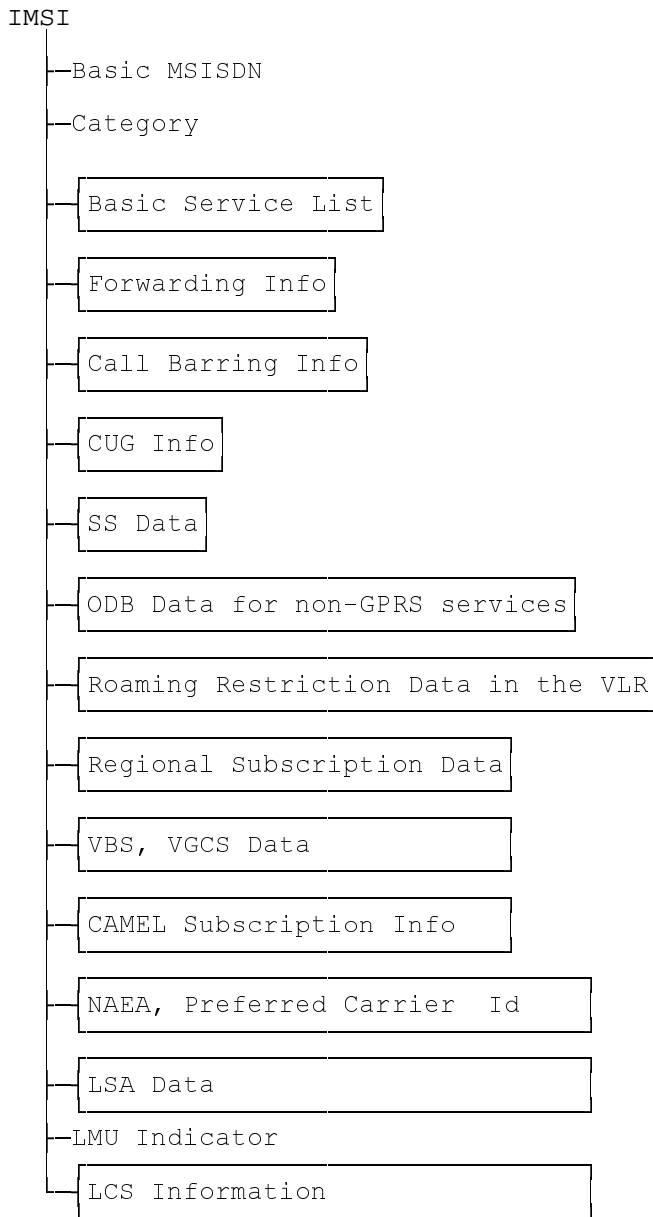 IMSI
Basic MSISDN
Category
Basic Service List
Forwarding Info
Call Barring Info
CUG Info
SS Data
ODB Data for non-GPRS services
Roaming Restriction Data in the VLR
Regional Subscription Data
VBS, VGCS Data
CAMEL Subscription Info
NAEA, Preferred Carrier  Id
LSA Data
LMU Indicator
LCS Information